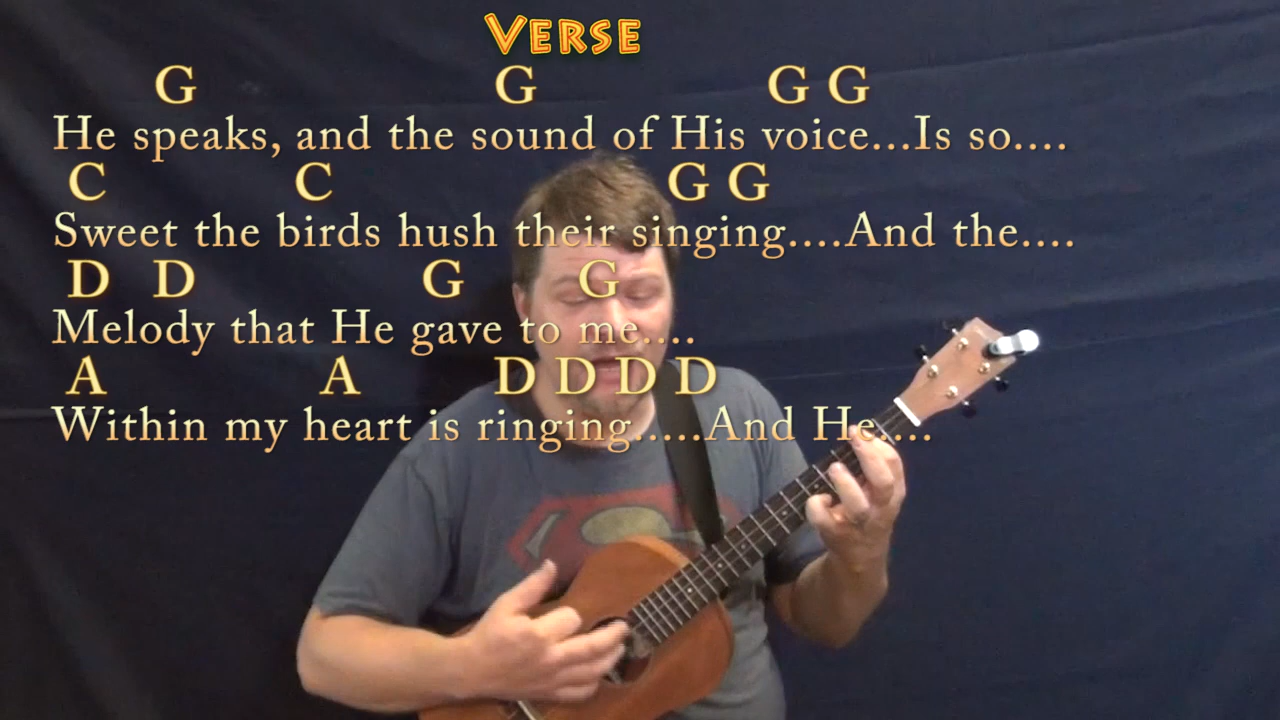 VERSE
G G G G
He speaks, and the sound of His voice...Is so....
C C G G
Sweet the birds hush their singing....And the....
D D G G
Melody that He gave to me....
A A D D D D
Within my heart is ringing.....And He....